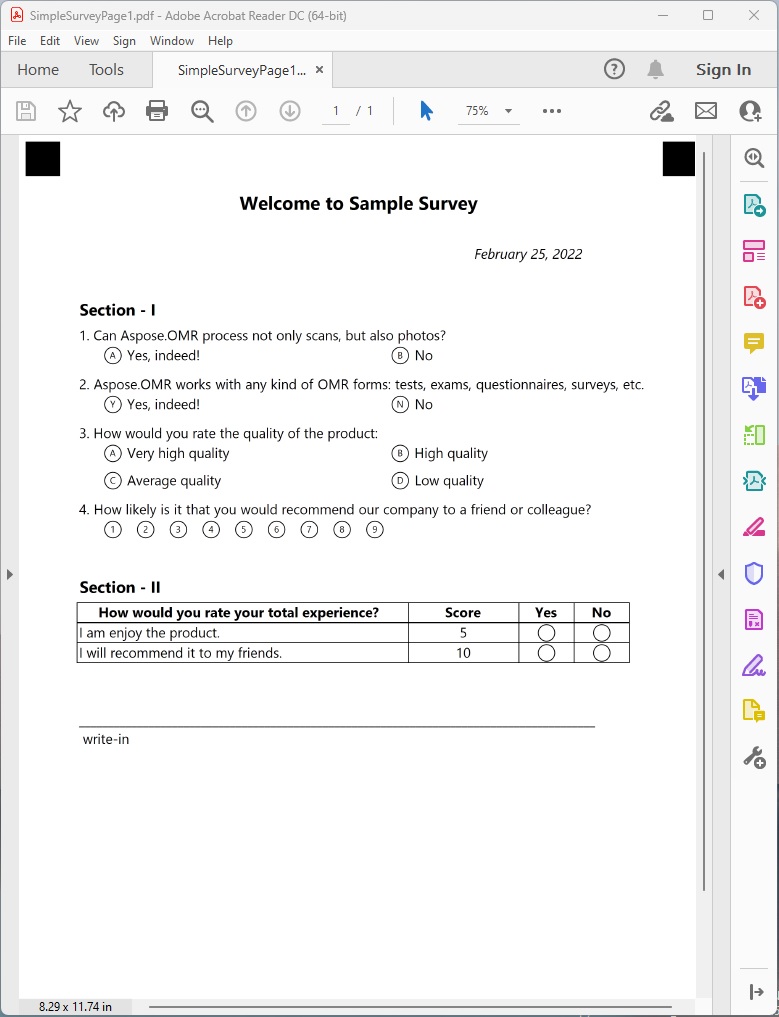 SimpleSurveyPage1.pdf - Adobe Acrobat Reader DC (64-bit)
File Edit View Sign Window Help
Home Tools SimpleSurveyPage1... × ? Sign In
1 / 1 75%
Welcome to Sample Survey
February 25, 2022
Section - I
1. Can Aspose.OMR process not only scans, but also photos?
A Yes, indeed! B No
2. Aspose.OMR works with any kind of OMR forms: tests, exams, questionnaires, surveys, etc.
Y Yes, indeed! N No
3. How would you rate the quality of the product:
A Very high quality B High quality
C Average quality D Low quality
4. How likely is it that you would recommend our company to a friend or colleague?
1 2 3 4 5 6 7 8 9
Section - II
How would you rate your total experience? Score Yes No
I am enjoy the product. 5
I will recommend it to my friends. 10
write-in
8.29 x 11.74 in